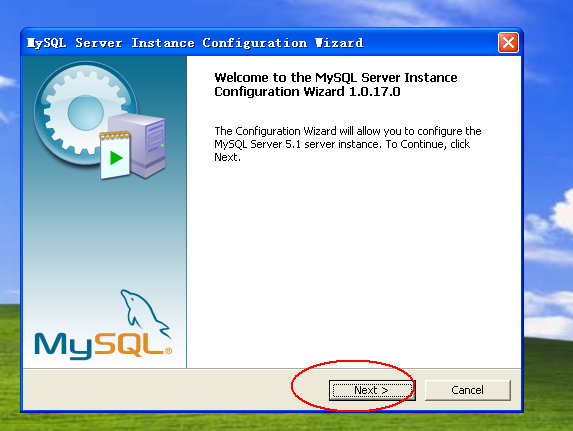 MySQL Server Instance Configuration Wizard
Welcome to the MySQL Server Instance
Configuration Wizard 1.0.17.0
The Configuration Wizard will allow you to configure the
MySQL Server 5.1 server instance. To Continue, click
Next.
MySQL®
Next >
Cancel